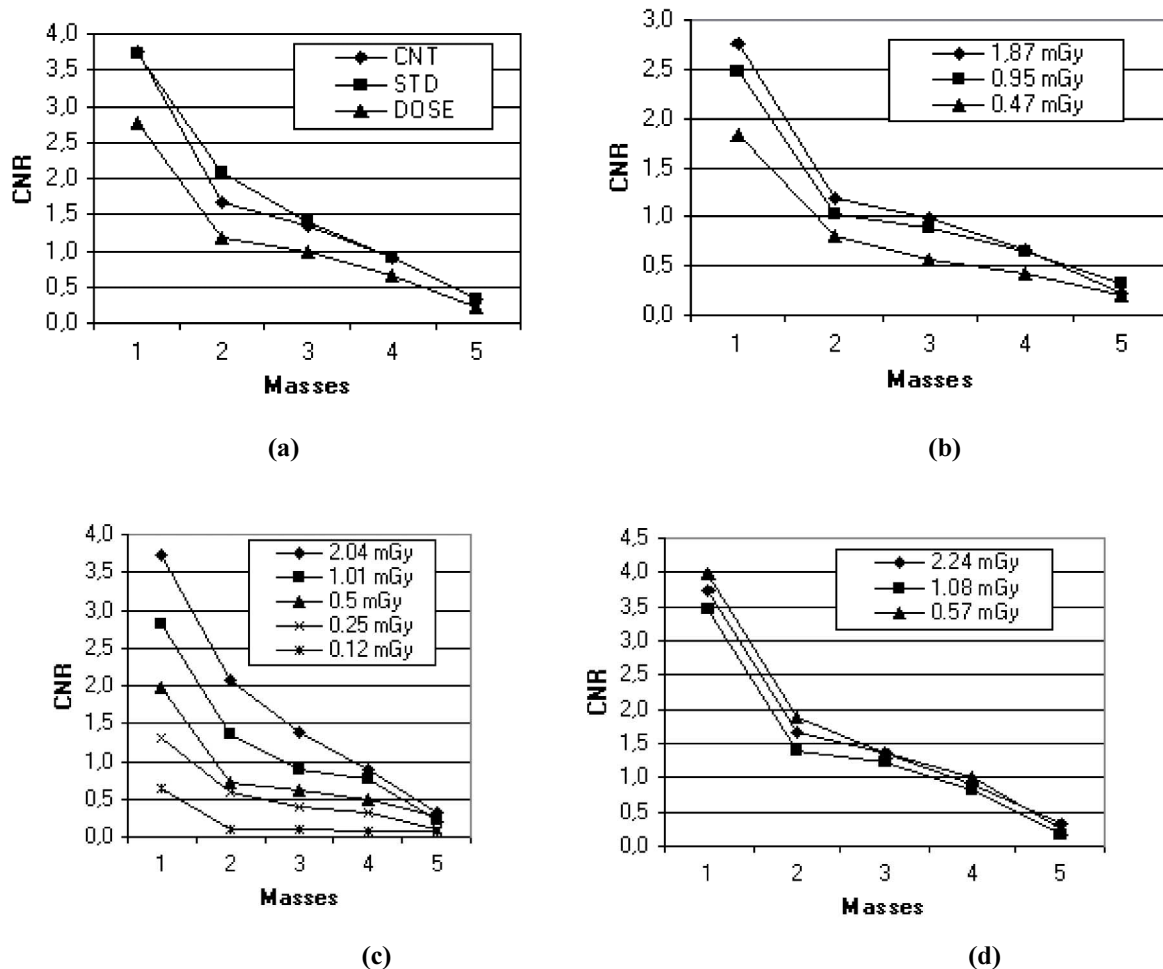 4,0
3,5
3,0
2,5
2,0
1,5
1,0
0,5
0,0
CNR
CNT
STD
DOSE
1 2 3 4 5
Masses
(a)
3,0
2,5
2,0
1,5
1,0
0,5
0,0
CNR
1,87 mGy
0.95 mGy
0.47 mGy
1 2 3 4 5
Masses
(b)
4,0
3,5
3,0
2,5
2,0
1,5
1,0
0,5
0,0
CNR
2.04 mGy
1.01 mGy
0.5 mGy
0.25 mGy
0.12 mGy
1 2 3 4 5
Masses
(c)
4,5
4,0
3,5
3,0
2,5
2,0
1,5
1,0
0,5
0,0
CNR
2.24 mGy
1.08 mGy
0.57 mGy
1 2 3 4 5
Masses
(d)